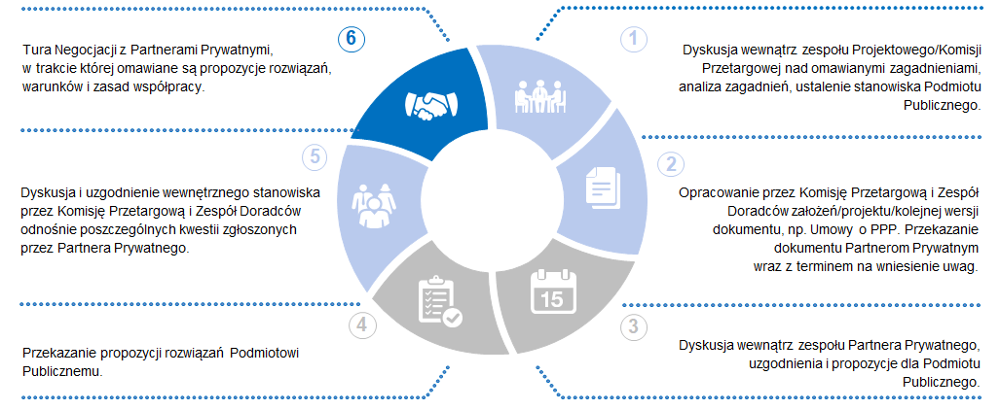 1
Dyskusja wewnątrz zespołu Projektowego/Komisji
Przetargowej nad omawianymi zagadnieniami,
analiza zagadnień, ustalenie stanowiska Podmiotu
Publicznego.
2
Opracowanie przez Komisję Przetargową i Zespół
Doradców założeń/projektu/kolejnej wersji
dokumentu, np. Umowy o PPP. Przekazanie
dokumentu Partnerom Prywatnym
wraz z terminem na wniesienie uwag.
15
3
Dyskusja wewnątrz zespołu Partnera Prywatnego,
uzgodnienia i propozycje dla Podmiotu
Publicznego.
4
Przekazanie propozycji rozwiązań Podmiotowi
Publicznemu.
5
Dyskusja i uzgodnienie wewnętrznego stanowiska
przez Komisję Przetargową i Zespół Doradców
odnośnie poszczególnych kwestii zgłoszonych
przez Partnera Prywatnego.
6
Tura Negocjacji z Partnerami Prywatnymi,
w trakcie której omawiane są propozycje rozwiązań,
warunków i zasad współpracy.